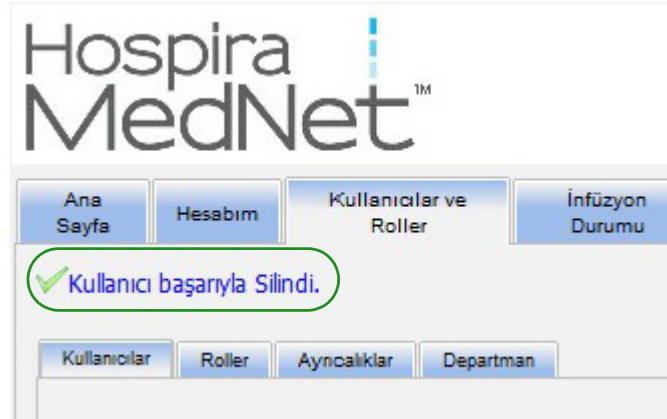 Hospira
MedNet™
Ana Sayfa
Hesabım
Kullanıcılar ve Roller
İnfüzyon Durumu
Kullanıcı başarıyla Silindi.
Kullanıcılar
Roller
Ayrıcalıklar
Departman